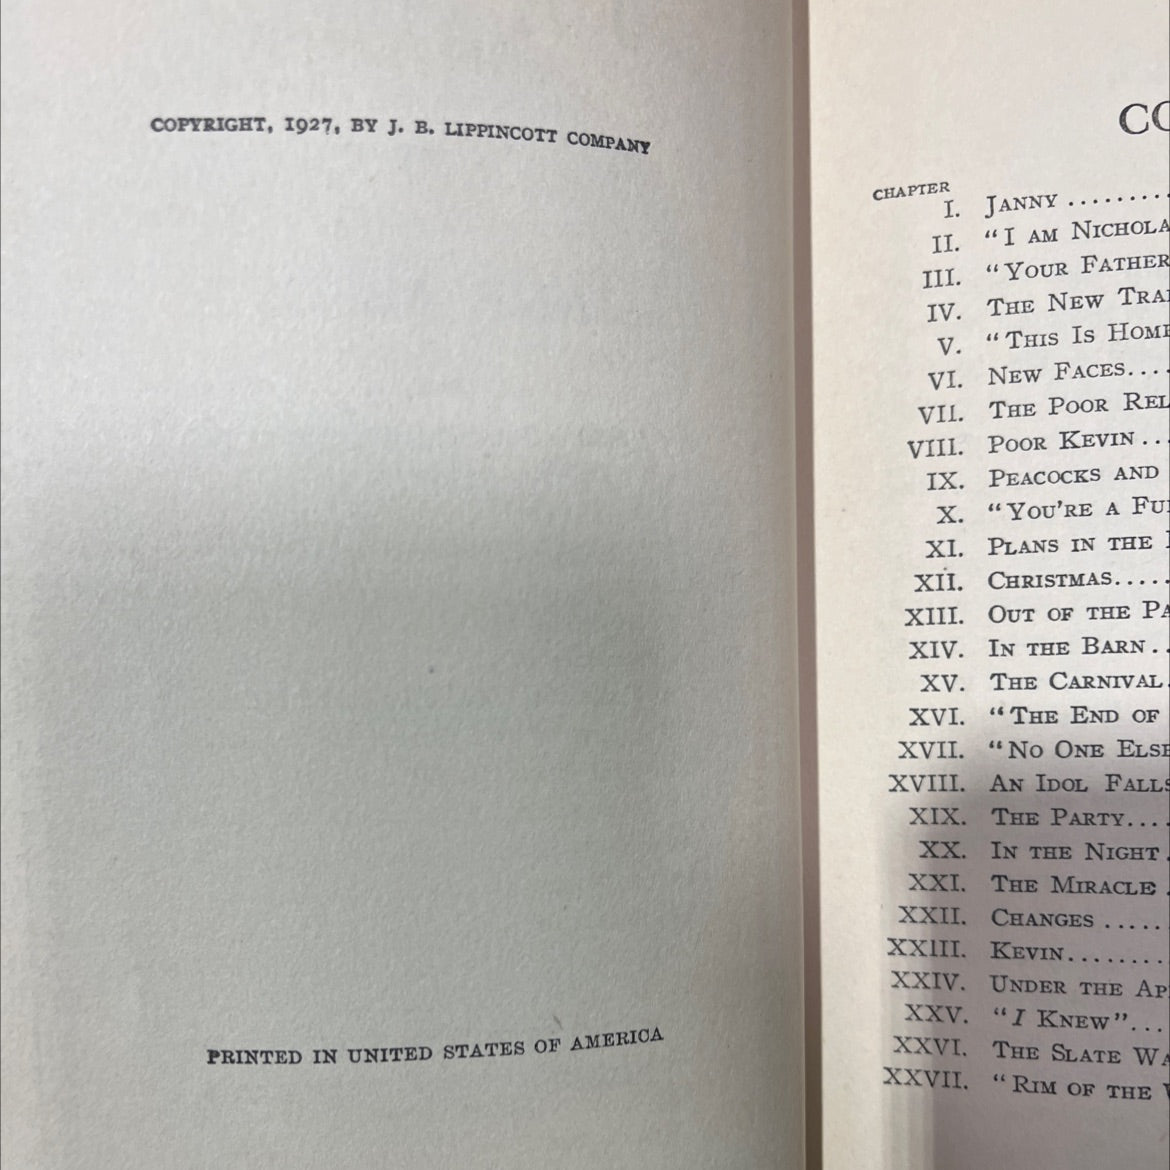 COPYRIGHT, 1927, BY J. B. LIPPINCOTT COMPANY
PRINTED IN UNITED STATES OF AMERICA
CHAPTER
I. JANNY .........
II. "I AM
III. "YOUR FATHER
IV. THE NEW
V. "THIS IS
VI. NEW FACES....
VII. THE POOR
VIII. POOR KEVIN ...
IX. PEACOCKS AND
X. "YOU'RE A
XI. PLANS IN THE
XII. CHRISTMAS.....
XIII. OUT OF THE
XIV. IN THE BARN ..
XV. THE CARNIVAL.
XVI. "THE END OF
XVII. "NO ONE
XVIII. AN IDOL FALLS
XIX. THE PARTY....
XX. IN THE NIGHT .
XXI. THE MIRACLE .
XXII. CHANGES .....
XXIII. KEVIN........
XXIV. UNDER THE
XXV. "I KNEW"...
XXVI. THE SLATE
XXVII. "RIM OF THE